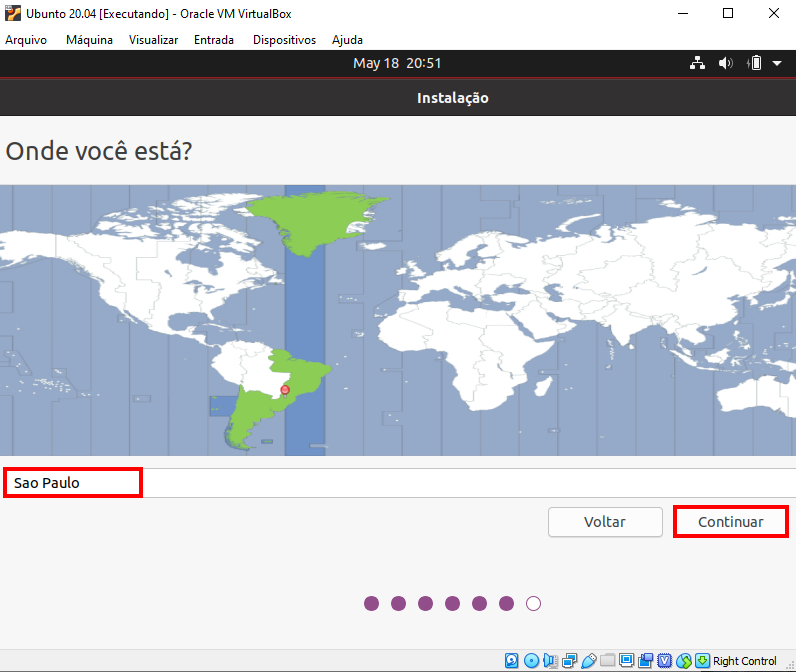 Ubunto 20.04 [Executando] - Oracle VM VirtualBox
Arquivo Máquina Visualizar Entrada Dispositivos Ajuda
May 18 20:51
Instalação
Onde você está?
Sao Paulo
Voltar Continuar
Right Control